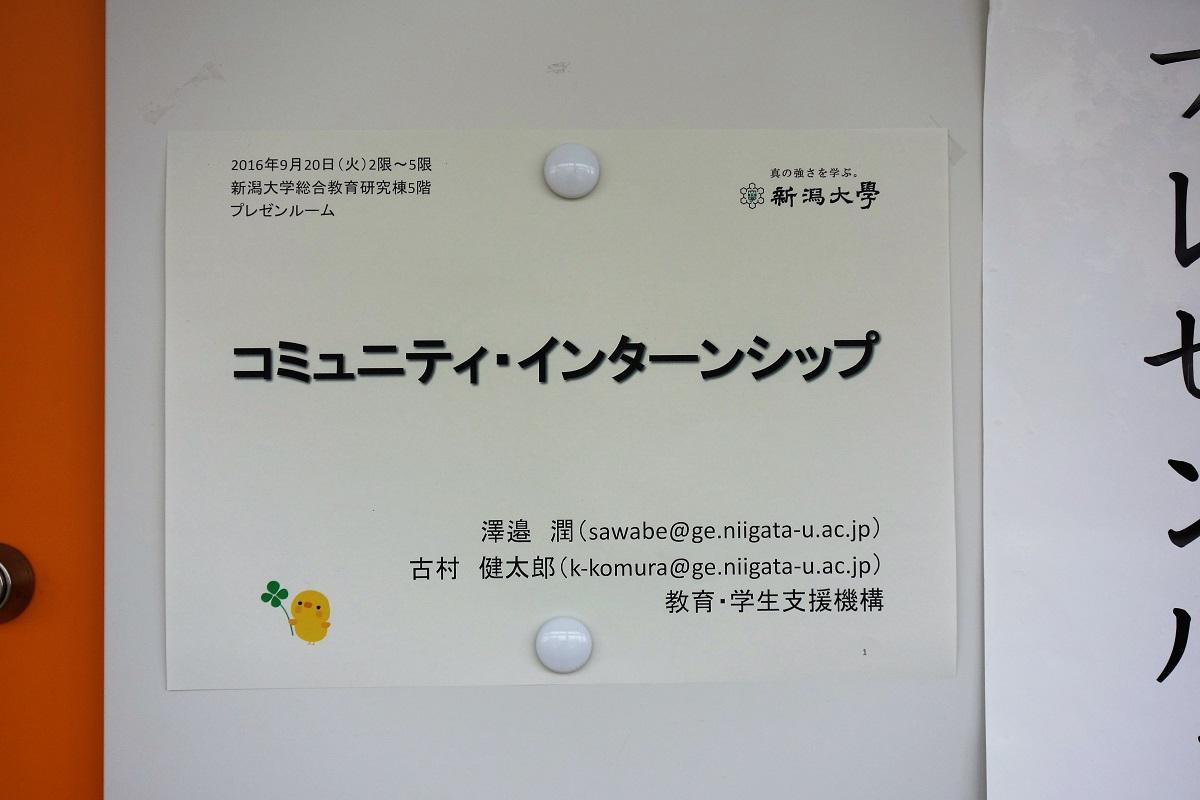 2016年9月20日(火)2限～5限
新潟大学総合教育研究棟5階
プレゼンルーム
真の強さを学ぶ。
新潟大學
コミュニティ・インターンシップ
澤邉 潤(sawabe@ge.niigata-u.ac.jp)
古村 健太郎(k-komura@ge.niigata-u.ac.jp)
教育・学生支援機構
1